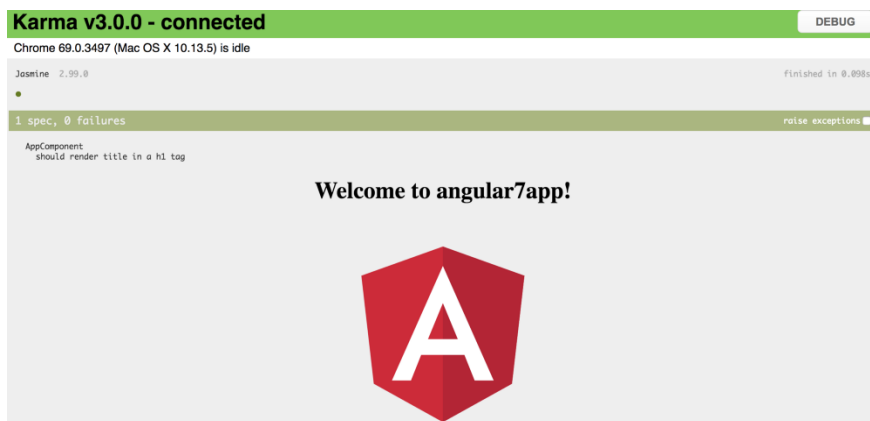 Karma v3.0.0 - connected
DEBUG
Chrome 69.0.3497 (Mac OS X 10.13.5) is idle
Jasmine 2.99.0
finished in 0.098s
1 spec, 0 failures
raise exceptions
AppComponent
should render title in a h1 tag
Welcome to angular7app!
A